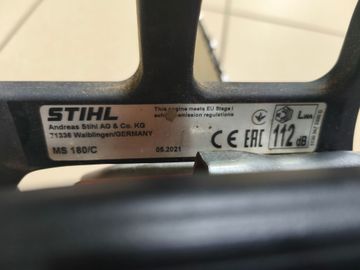 STIHL
Andreas Stihl AG & Co. KG
71336 Waiblingen/GERMANY
This engine meets EU Stage I
emission regulations
MS 180/C
05.2021
CE EAC
112 dB
LWA